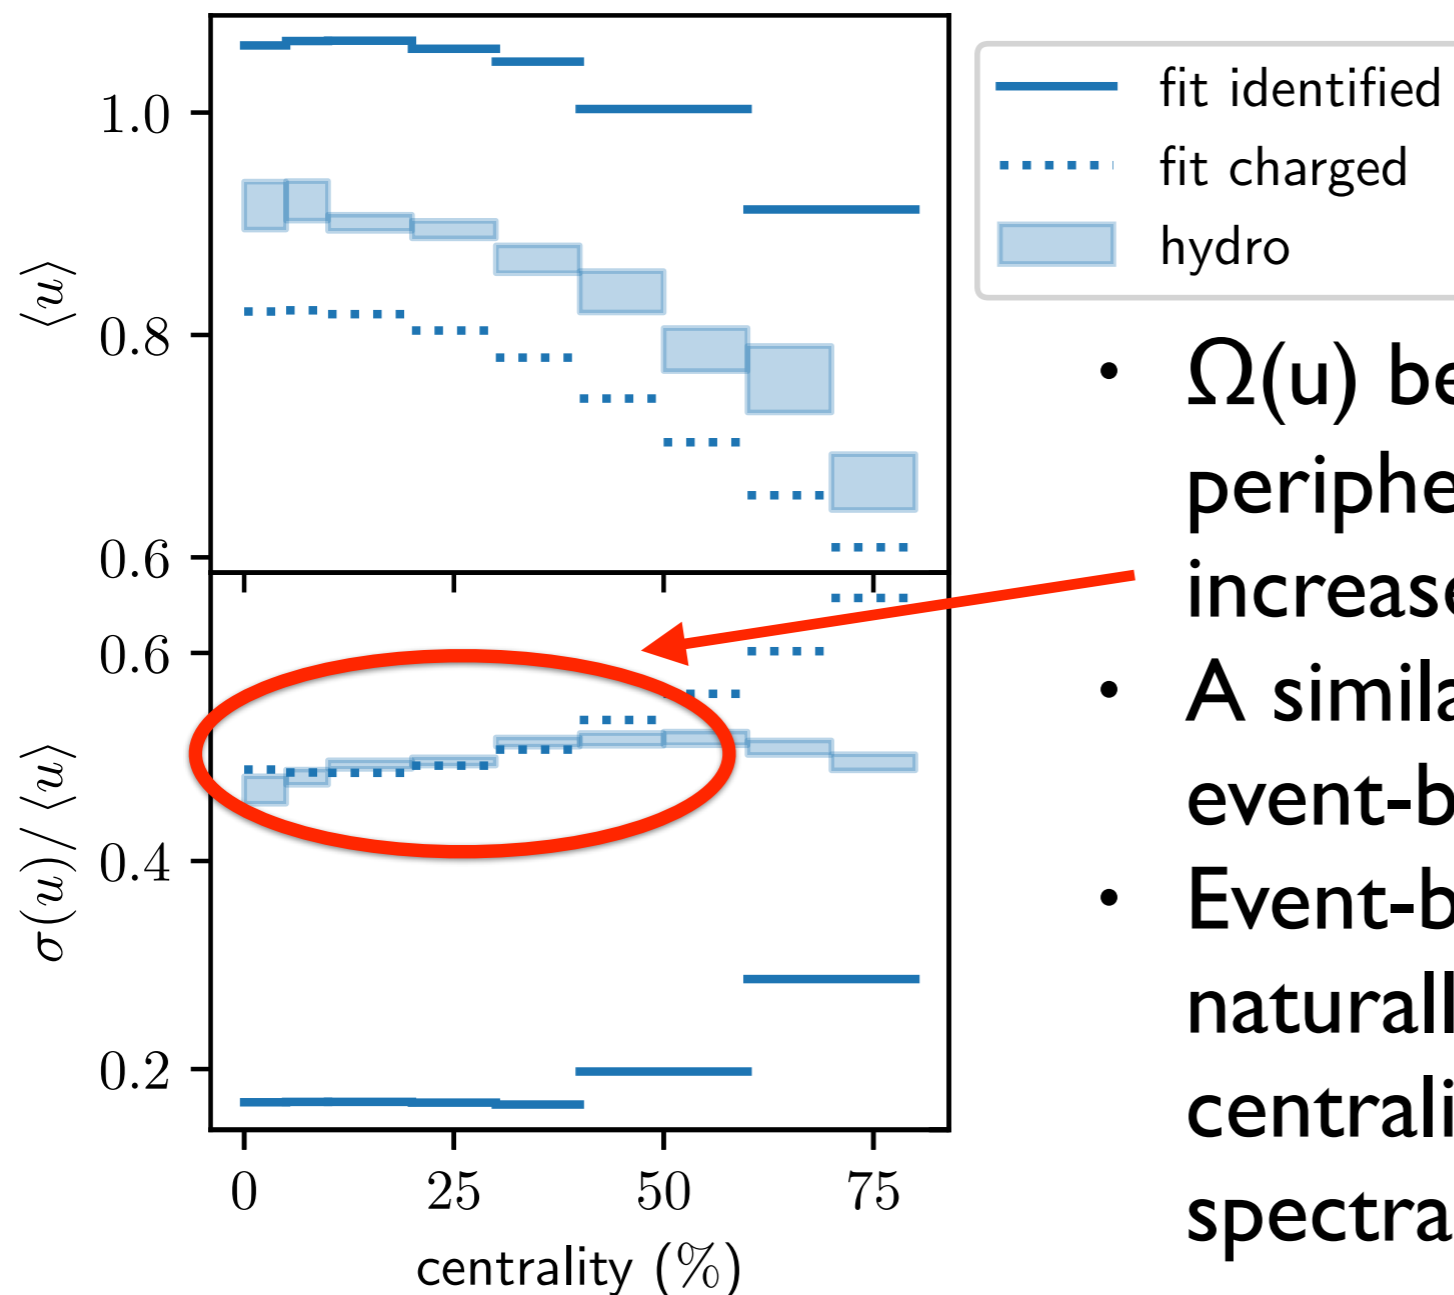 1.0
0.8
0.6
⟨u⟩
0.6
0.4
0.2
σ(u)/⟨u⟩
0
25
50
75
centrality (%)
fit identified
fit charged
hydro
• Ω(u) be
periphe
increase
• A simila
event-b
• Event-b
naturall
centrali
spectra